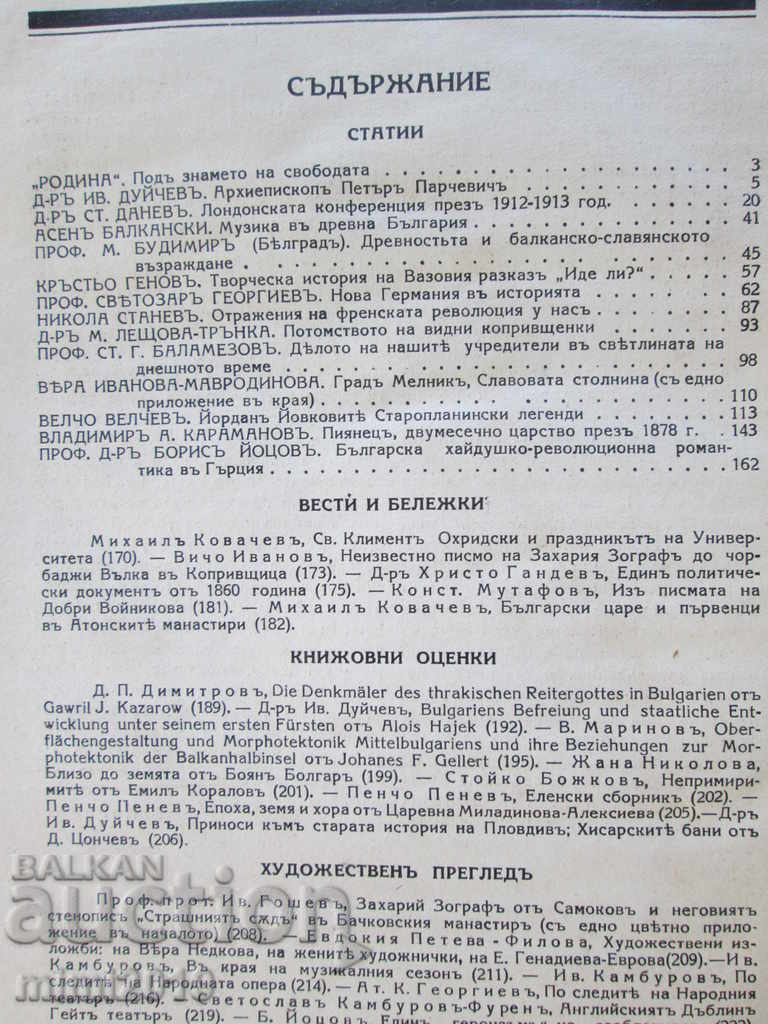 СЪДЪРЖАНИЕ
СТАТИИ
„РОДИНА“. Подъ знамето на свободата . . . . . . . . . . . . . . 3
Д-РЪ ИВ. ДУЙЧЕВЪ. Архиепископъ Петъръ Парчевичъ . . . . . . . . 5
Д-РЪ СТ. ДАНЕВЪ. Лондонската конференция презъ 1912-1913 год. . . . . . 20
АСЕНЪ БАЛКАНСКИ. Музика въ древна България . . . . . . . . . . 41
ПРОФ. М. БУДИМИРЪ (Бѣлградъ). Древностьта и балканско-славянското
възраждане . . . . . . . . . . . . . . . . . . 45
КРЪСТЬО ГЕНОВЪ. Творческа история на Вазовия разказъ „Иде ли?“ . . . . 57
ПРОФ. СВѢТОЗАРЪ ГЕОРГИЕВЪ. Нова Германия въ историята . . . . . . 62
НИКОЛА СТАНЕВЪ. Отражения на френската революция у насъ . . . . . . 87
Д-РЪ М. ЛЕЩОВА-ТРЪНКА. Потомството на видни копривщенки . . . . . . 93
ПРОФ. СТ. Г. БАЛАМЕЗОВЪ. Дѣлото на нашитѣ учредители въ свѣтлината на
днешното време . . . . . . . . . . . . . . . . 98
ВѢРА ИВАНОВА-МАВРОДИНОВА. Градъ Мелникъ, Славовата столнина (съ едно
приложение въ края) . . . . . . . . . . . . . . 110
ВЕЛЧО ВЕЛЧЕВЪ. Йорданъ Йовковитѣ Старопланински легенди . . . . . . 113
ВЛАДИМИРЪ А. КАРАМАНОВЪ. Пиянецъ, двумесечно царство презъ 1878 г. . 143
ПРОФ. Д-РЪ БОРИСЪ ЙОЦОВЪ. Българска хайдушко-революционна роман-
тика въ Гърция . . . . . . . . . . . . . . . . 162
ВЕСТИ И БЕЛЕЖКИ
Михаилъ Ковачевъ, Св. Климентъ Охридски и праздникътъ на Универ-
ситета (170). — Вичо Ивановъ, Неизвестно писмо на Захария Зографъ до чор-
баджи Вълка въ Копривщица (173). — Д-ръ Христо Гандевъ, Единъ политиче-
ски документъ отъ 1860 година (175). — Конст. Мутафовъ, Изъ писмата на
Добри Войникова (181). — Михаилъ Ковачевъ, Български царе и първенци
въ Атонскитѣ манастири (182).
КНИЖОВНИ ОЦЕНКИ
Д. П. Димитровъ, Die Denkmäler des thrakischen Reitergottes in Bulgarien отъ
Gawril J. Kazarow (189). — Д-ръ Ив. Дуйчевъ, Bulgariens Befreiung und staatliche Ent-
wicklung unter seinem ersten Fürsten отъ Alois Hajek (192). — В. Мариновъ, Ober-
flächengestaltung und Morphotektonik Mittelbulgariens und ihre Beziehungen zur Mor-
photektonik der Balkanhalbinsel отъ Johanes F. Gellert (195). — Жана Николова,
Близо до земята отъ Боянъ Болгаръ (199). — Стойко Божковъ, Непримири-
митѣ отъ Емилъ Кораловъ (201). — Пенчо Пеневъ, Еленски сборникъ (202). —
Пенчо Пеневъ, Епоха, земя и хора отъ Царевна Миладинова-Алексиева (205).—Д-ръ
Ив. Дуйчевъ, Приноси къмъ старата история на Пловдивъ; Хисарскитѣ бани отъ
Д. Цончевъ (206).
ХУДОЖЕСТВЕНЪ ПРЕГЛЕДЪ
Проф. прот. Ив. Гошевъ, Захарий Зографъ отъ Самоковъ и неговиятъ
стенописъ „Страшниятъ сѫдъ“ въ Бачковския манастиръ (съ едно цвѣтно прило-
жение въ началото) (208). — Евдокия Петева-Филова, Художествени из-
ложби: на Вѣра Недкова, на женитѣ художнички, на Е. Генадиева-Еврова(209).—Ив.
Камбуровъ, Въ края на музикалния сезонъ (211). — Ив. Камбуровъ, По
следитѣ на Народната опера (214). — Ат. К. Георгиевъ, По следитѣ на Народния
театъръ (216). — Светославъ Камбуровъ-Фуренъ, Английскиятъ Дъблинъ
Гейтъ театъръ (219). — Б. Йоцовъ, Единъ
BALKAN
auction